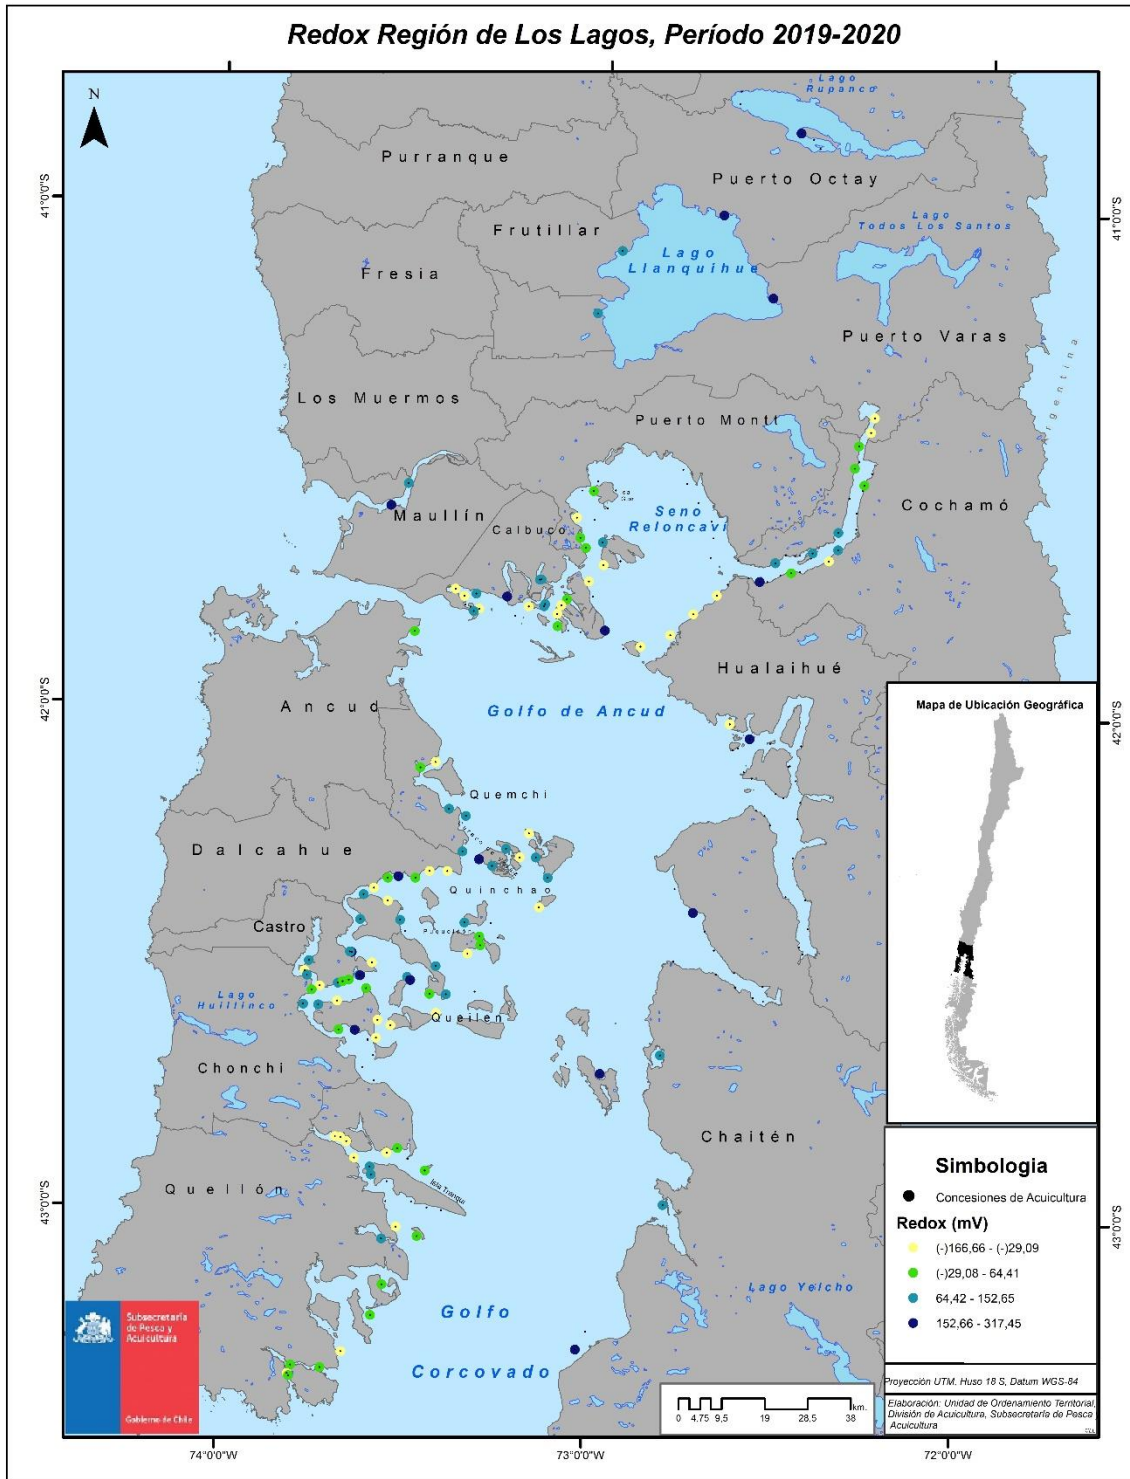 Redox Región de Los Lagos, Período 2019-2020
N
Lago
Rupanco
Purranque
Puerto Octay
41°0'0"S
41°0'0"S
Lago
Todos Los Santos
Frutillar
Lago
Llanquihue
Fresia
Puerto Varas
Argentina
Los Muermos
Puerto Montt
Cochamó
Seno
Reloncaví
Maullín
Calbuco
Hualaihué
42°0'0"S
42°0'0"S
Ancud
Golfo de Ancud
Mapa de Ubicación Geográfica
Quemchi
Dalcahue
Quinchao
Castro
Lago
Huillinco
Queilen
Chonchi
Chaitén
Quellón
Isla Tranqui
43°0'0"S
43°0'0"S
Simbologia
Concesiones de Acuicultura
Redox (mV)
(-)166,66 - (-)29,09
(-)29,08 - 64,41
64,42 - 152,65
152,66 - 317,45
Lago Yelcho
Golfo
Corcovado
Subsecretaría
de Pesca y
Acuicultura
Gobierno de Chile
km.
0 4,75 9,5 19 28,5 38
Proyección UTM. Huso 18 S, Datum WGS-84
Elaboración: Unidad de Ordenamiento Territorial,
División de Acuicultura, Subsecretaría de Pesca
Acuicultura
74°0'0"W
73°0'0"W
72°0'0"W